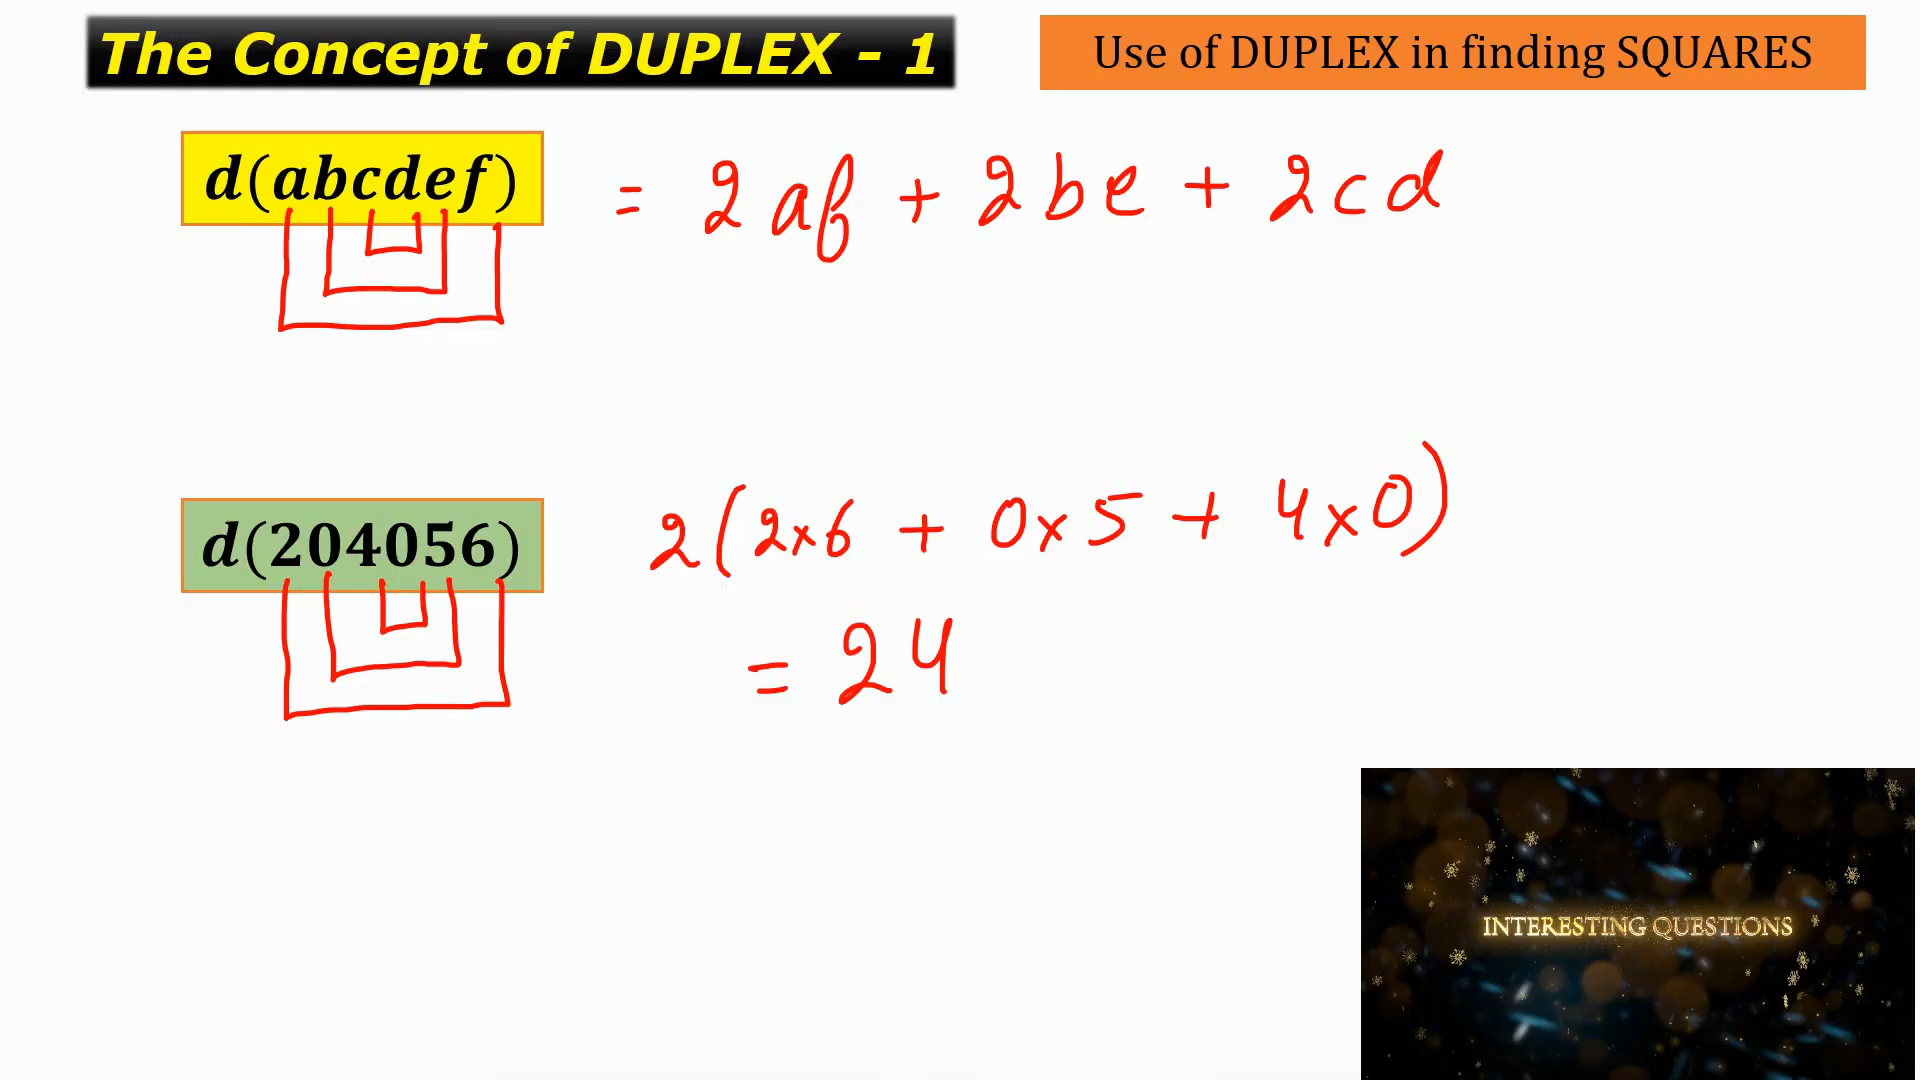 The Concept of DUPLEX - 1
Use of DUPLEX in finding SQUARES
d(abcdef) = 2af + 2be + 2cd
d(204056) 2(2×6 + 0×5 + 4×0)
= 24
INTERESTING QUESTIONS